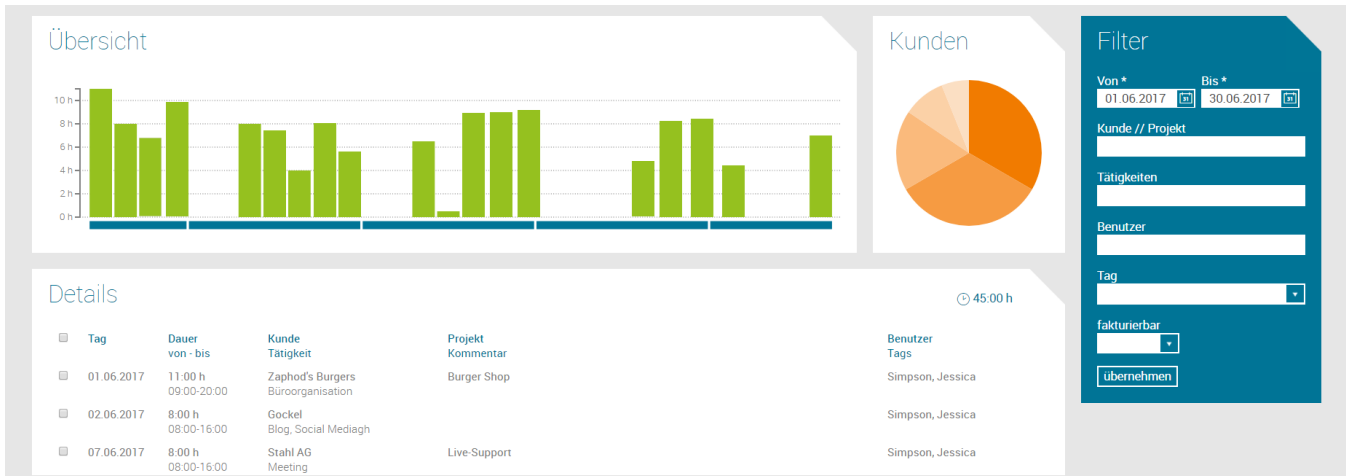 Übersicht
10 h
8 h
6 h
4 h
2 h
0 h
Kunden
Filter
Von * Bis *
01.06.2017 31 30.06.2017 31
Kunde // Projekt
Tätigkeiten
Benutzer
Tag
fakturierbar
übernehmen
Details
45:00 h
Tag Dauer Kunde Projekt Benutzer
von - bis Tätigkeit Kommentar Tags
01.06.2017 11:00 h Zaphod's Burgers Burger Shop Simpson, Jessica
09:00-20:00 Büroorganisation
02.06.2017 8:00 h Gockel Simpson, Jessica
08:00-16:00 Blog, Social Mediagh
07.06.2017 8:00 h Stahl AG Live-Support Simpson, Jessica
08:00-16:00 Meeting